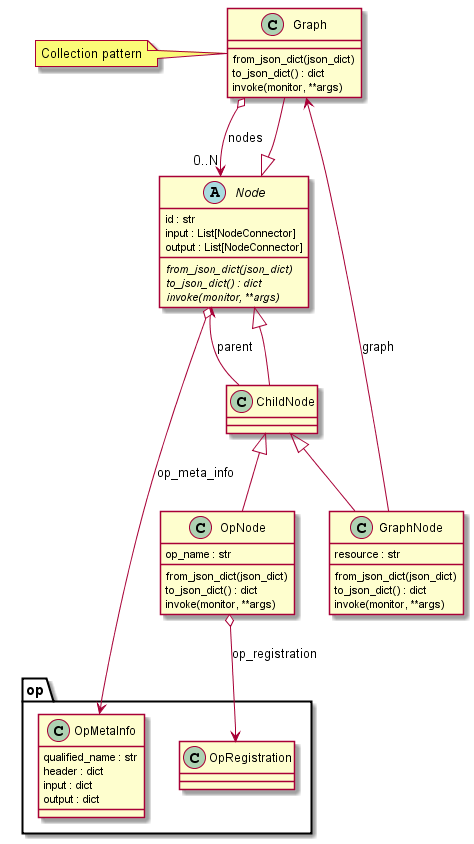 C Graph
Collection pattern
from_json_dict(json_dict)
to_json_dict() : dict
invoke(monitor, **args)
nodes
0..N
A Node
id : str
input : List[NodeConnector]
output : List[NodeConnector]
from_json_dict(json_dict)
to_json_dict() : dict
invoke(monitor, **args)
parent
graph
C ChildNode
op_meta_info
C OpNode
op_name : str
from_json_dict(json_dict)
to_json_dict() : dict
invoke(monitor, **args)
C GraphNode
resource : str
from_json_dict(json_dict)
to_json_dict() : dict
invoke(monitor, **args)
op_registration
op
C OpMetaInfo
qualified_name : str
header : dict
input : dict
output : dict
C OpRegistration